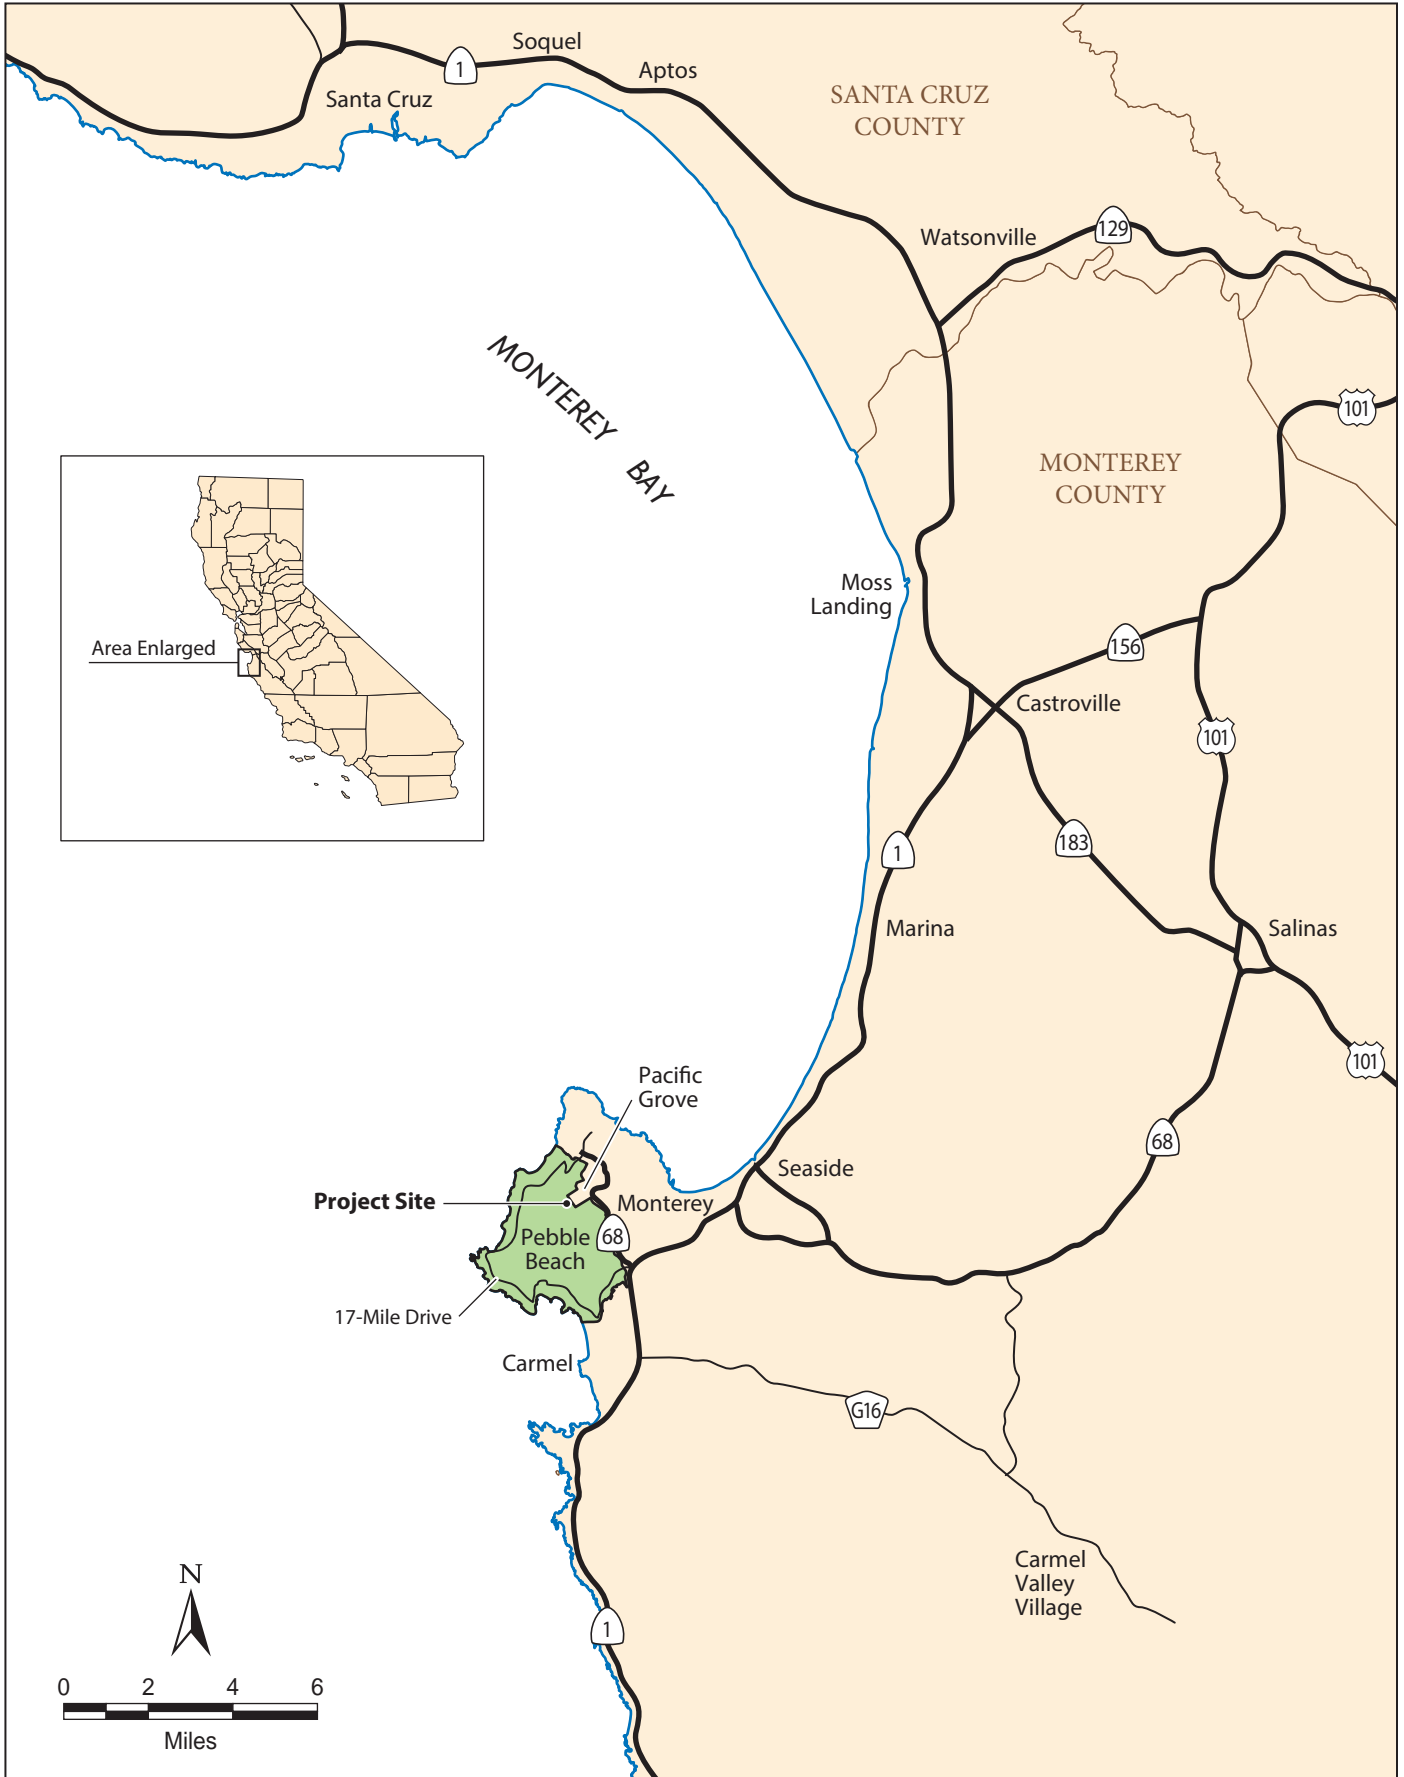 Soquel
1
Aptos
Santa Cruz
SANTA CRUZ
COUNTY
129
Watsonville
MONTEREY BAY
101
MONTEREY
COUNTY
Moss
Landing
156
Area Enlarged
Castroville
101
183
1
Marina
Salinas
101
Pacific
Grove
68
Seaside
Project Site
Monterey
68
Pebble
Beach
17-Mile Drive
Carmel
G16
Carmel
Valley
Village
N
1
0 2 4 6
Miles